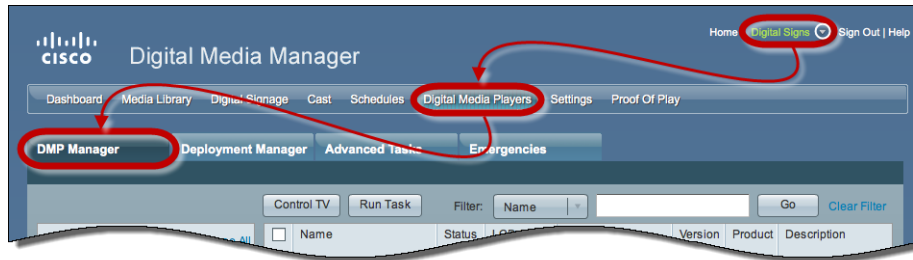 Home Digital Signs Sign Out | Help
CISCO Digital Media Manager
Dashboard Media Library Digital Signage Cast Schedules Digital Media Players Settings Proof Of Play
DMP Manager Deployment Manager Advanced Tasks Emergencies
Control TV Run Task Filter: Name Go Clear Filter
All Name Status Version Product Description